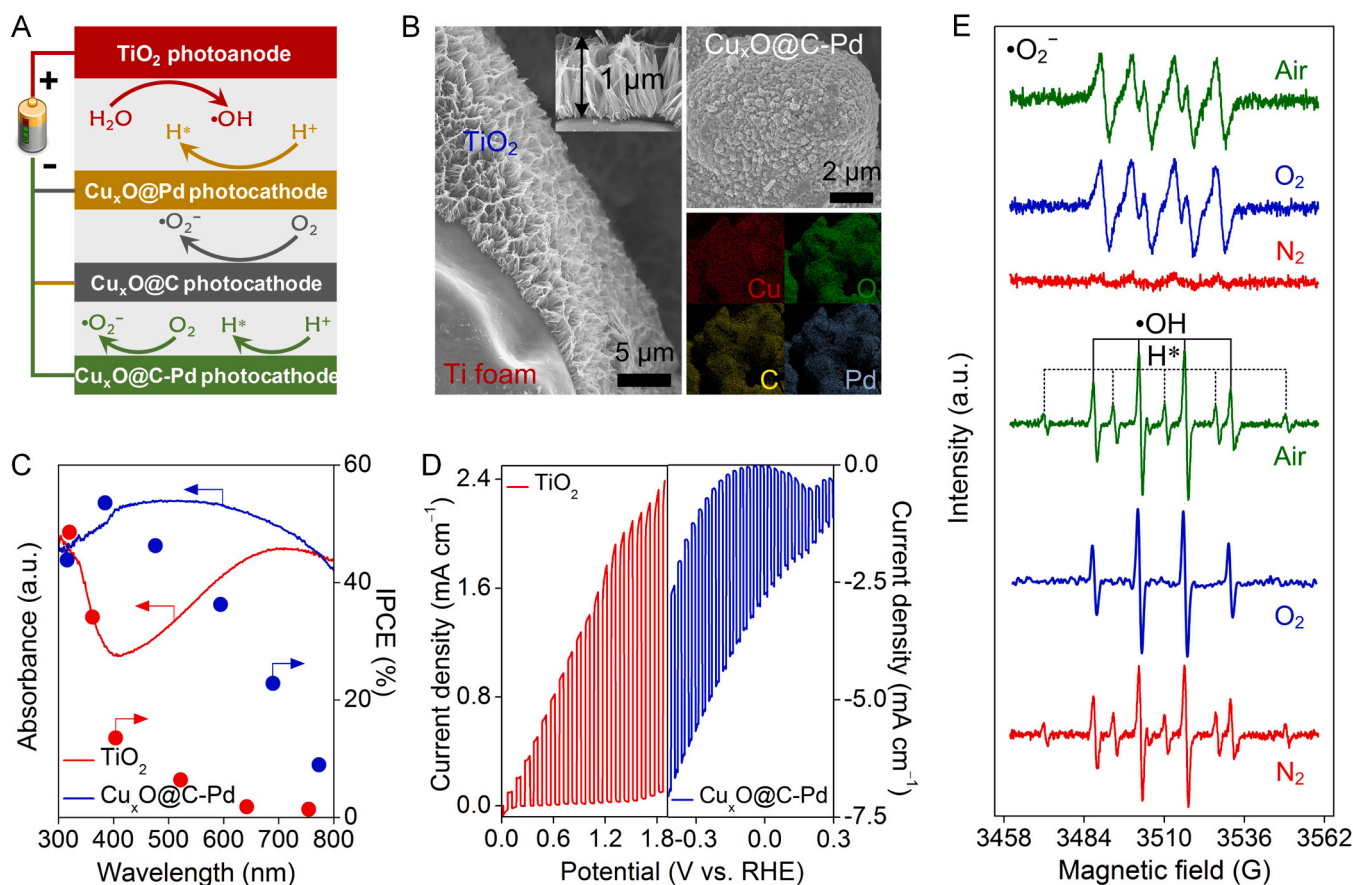 A
TiO₂ photoanode
+
H₂O
•OH
H*
H⁺
−
CuₓO@Pd photocathode
•O₂⁻
O₂
CuₓO@C photocathode
•O₂⁻
O₂
H*
H⁺
CuₓO@C-Pd photocathode
B
1 µm
TiO₂
Ti foam
5 µm
CuₓO@C-Pd
2 µm
Cu
O
C
Pd
C
Absorbance (a.u.)
TiO₂
CuₓO@C-Pd
60
40
20
0
IPCE (%)
300 400 500 600 700 800
Wavelength (nm)
D
Current density (mA cm⁻¹)
2.4
1.6
0.8
0.0
TiO₂
CuₓO@C-Pd
0.0
-2.5
-5.0
-7.5
Current density (mA cm⁻¹)
0.0 0.6 1.2 1.8 -0.3 0.0 0.3
Potential (V vs. RHE)
E
•O₂⁻
Air
O₂
N₂
•OH
H*
Air
O₂
N₂
Intensity (a.u.)
3458 3484 3510 3536 3562
Magnetic field (G)